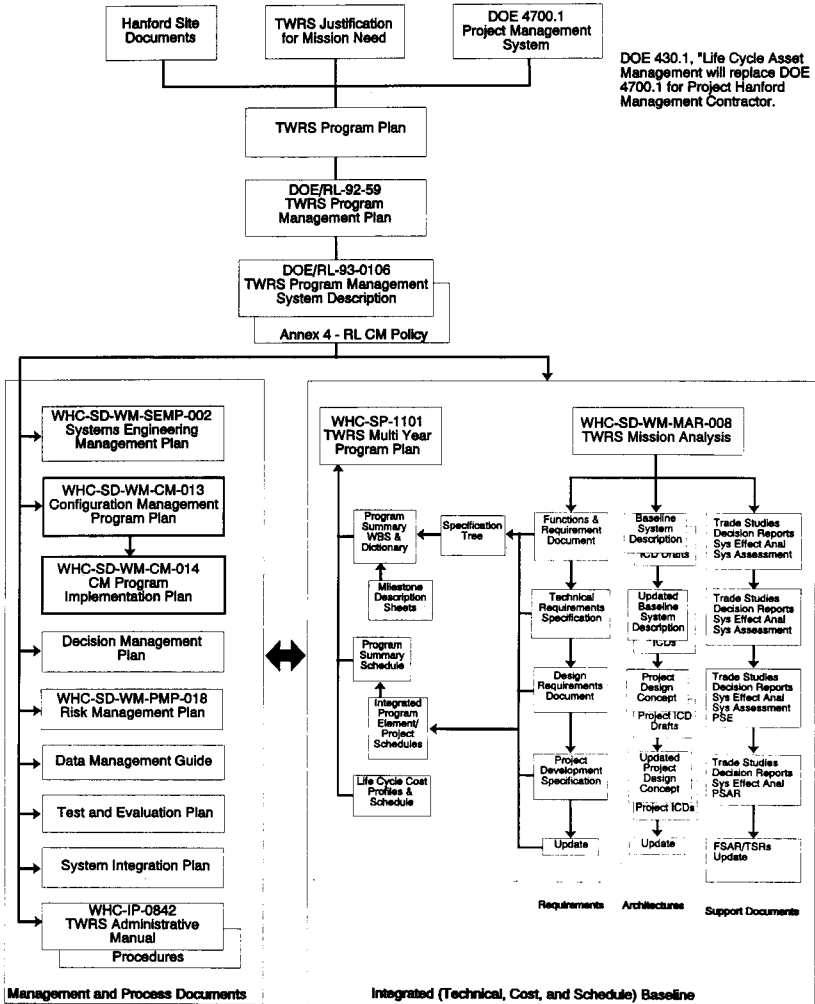 Hanford Site
Documents
TWRS Justification
for Mission Need
DOE 4700.1
Project Management
System
DOE 430.1, "Life Cycle Asset
Management will replace DOE
4700.1 for Project Hanford
Management Contractor.
TWRS Program Plan
DOE/RL-92-59
TWRS Program
Management Plan
DOE/RL-93-0106
TWRS Program Management
System Description
Annex 4 - RL CM Policy
WHC-SD-WM-SEMP-002
Systems Engineering
Management Plan
WHC-SD-WM-CM-013
Configuration Management
Program Plan
WHC-SD-WM-CM-014
CM Program
Implementation Plan
Decision Management
Plan
WHC-SD-WM-PMP-018
Risk Management Plan
Data Management Guide
Test and Evaluation Plan
System Integration Plan
WHC-IP-0842
TWRS Administrative
Manual
Procedures
Management and Process Documents
WHC-SP-1101
TWRS Multi Year
Program Plan
WHC-SD-WM-MAR-008
TWRS Mission Analysis
Program
Summary
WBS &
Dictionary
Specification
Tree
Milestone
Description
Sheets
Program
Summary
Schedule
Integrated
Program
Element/
Project
Schedules
Life Cycle Cost
Profiles &
Schedule
Functions &
Requirement
Document
Technical
Requirements
Specification
Design
Requirements
Document
Project
Development
Specification
Update
Requirements
Baseline
System
Description
ICD Drafts
Updated
Baseline
System
Description
ICDs
Project
Design
Concept
Project ICD
Drafts
Updated
Project
Design
Concept
Project ICDs
Update
Architectures
Trade Studies
Decision Reports
Sys Effect Anal
Sys Assessment
Trade Studies
Decision Reports
Sys Effect Anal
Sys Assessment
Trade Studies
Decision Reports
Sys Effect Anal
Sys Assessment
PSE
Trade Studies
Decision Reports
Sys Effect Anal
PSAR
FSAR/TSRs
Update
Support Documents
Integrated (Technical, Cost, and Schedule) Baseline